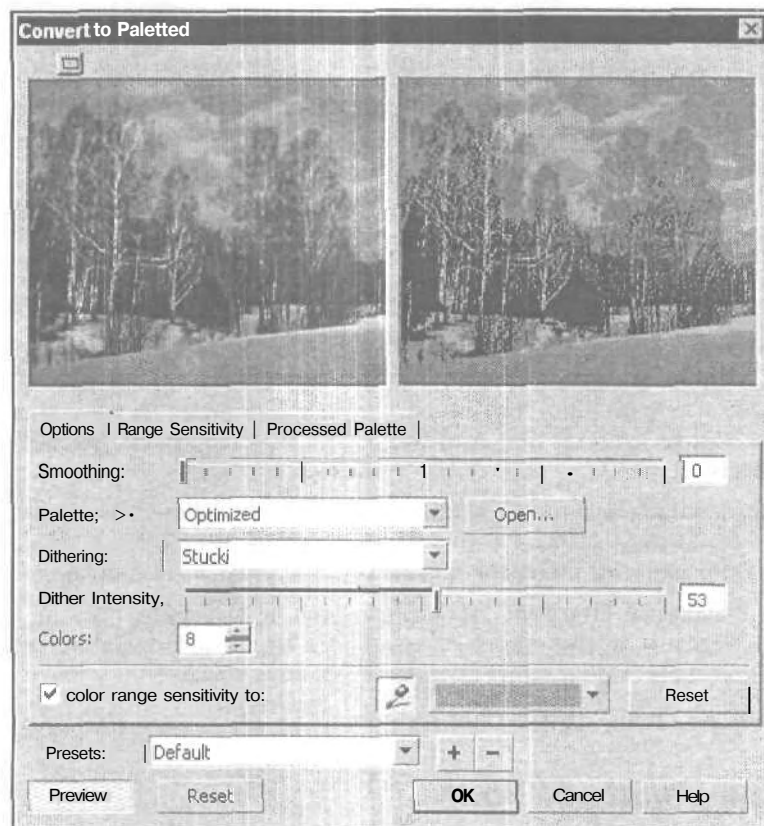 Convert to Paletted
Options | Range Sensitivity | Processed Palette |
Smoothing: 0
Palette; >• Optimized Open...
Dithering: Stucki
Dither Intensity, 53
Colors: 8
color range sensitivity to: Reset
Presets: Default + −
Preview Reset OK Cancel Help